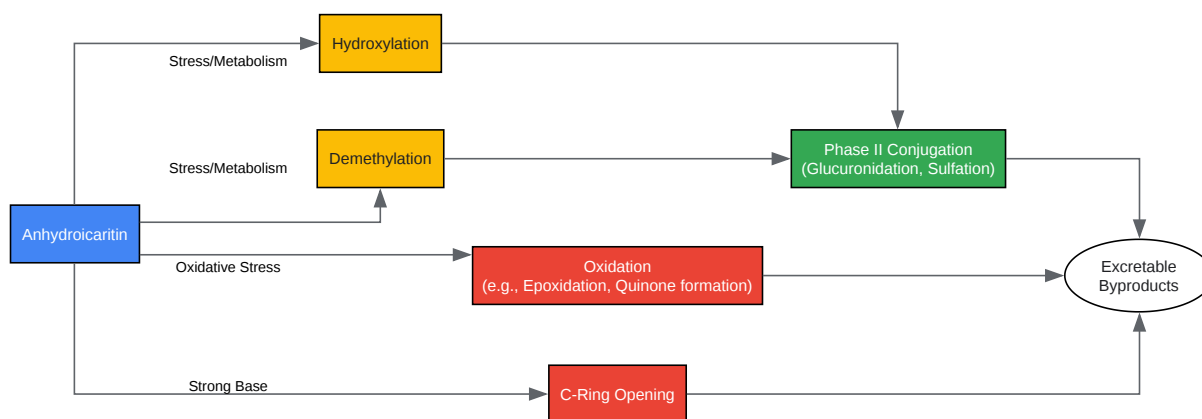 Hydroxylation
Stress/Metabolism
Demethylation
Stress/Metabolism
Phase II Conjugation
(Glucuronidation, Sulfation)
Anhydroicaritin
Oxidative Stress
Oxidation
(e.g., Epoxidation, Quinone formation)
Excretable
Byproducts
Strong Base
C-Ring Opening